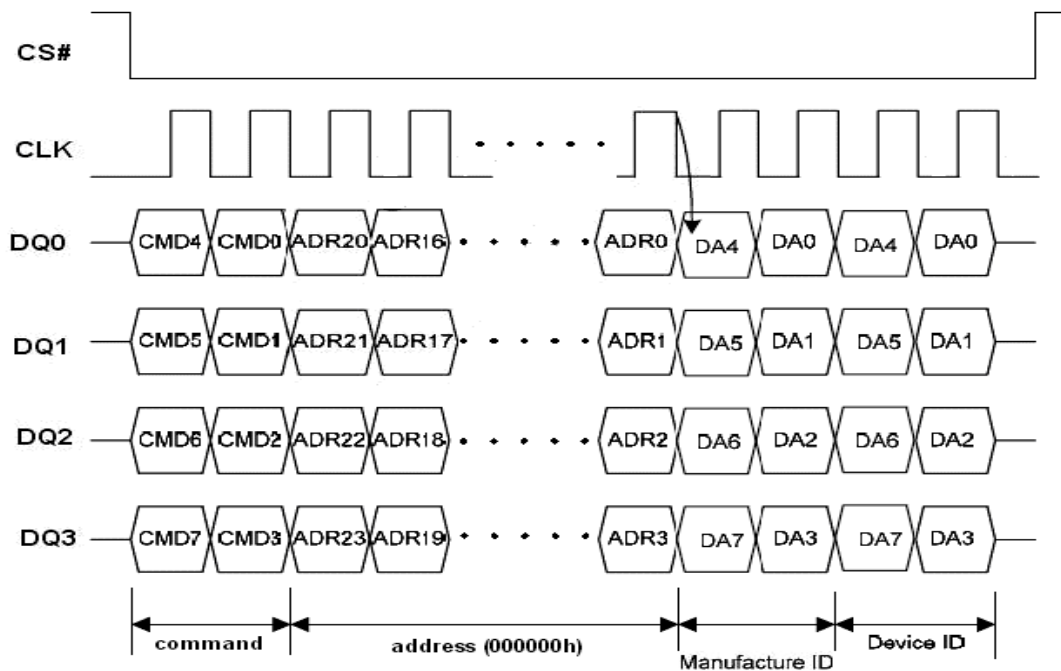 CS#
CLK
DQ0 CMD4 CMD0 ADR20 ADR16 ADR0 DA4 DA0 DA4 DA0
DQ1 CMD5 CMD1 ADR21 ADR17 ADR1 DA5 DA1 DA5 DA1
DQ2 CMD6 CMD2 ADR22 ADR18 ADR2 DA6 DA2 DA6 DA2
DQ3 CMD7 CMD3 ADR23 ADR19 ADR3 DA7 DA3 DA7 DA3
command address (000000h) Manufacture ID Device ID